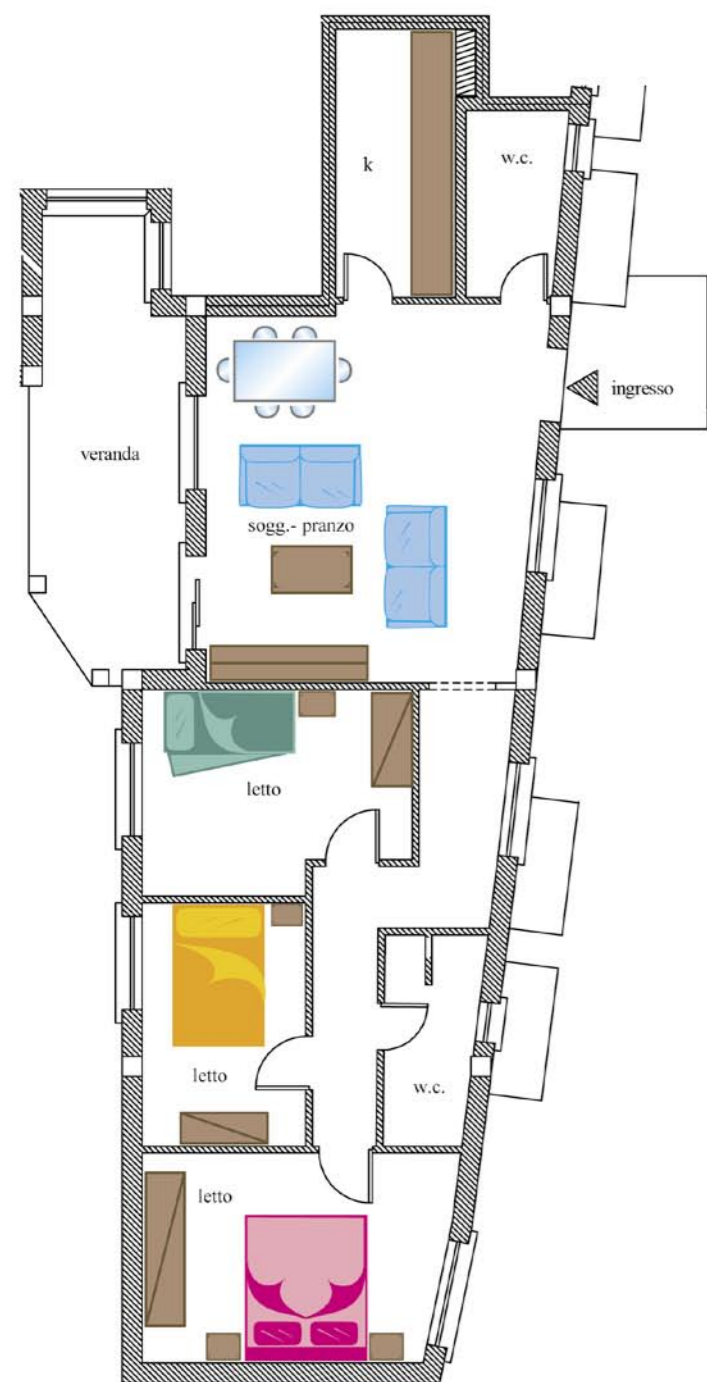 w.c.
k
ingresso
veranda
sogg.- pranzo
letto
letto
w.c.
letto